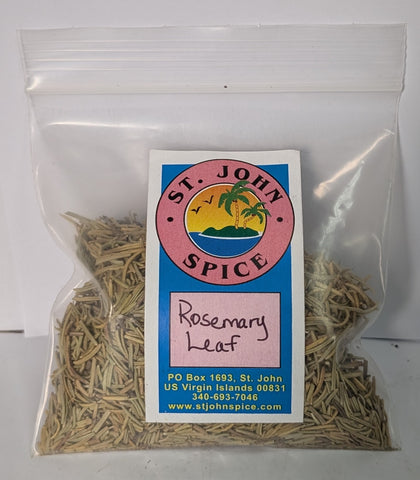 ST. JOHN
SPICE
Rosemary
Leaf
PO Box 1693, St. John
US Virgin Islands 00831
340-693-7046
www.stjohnspice.com